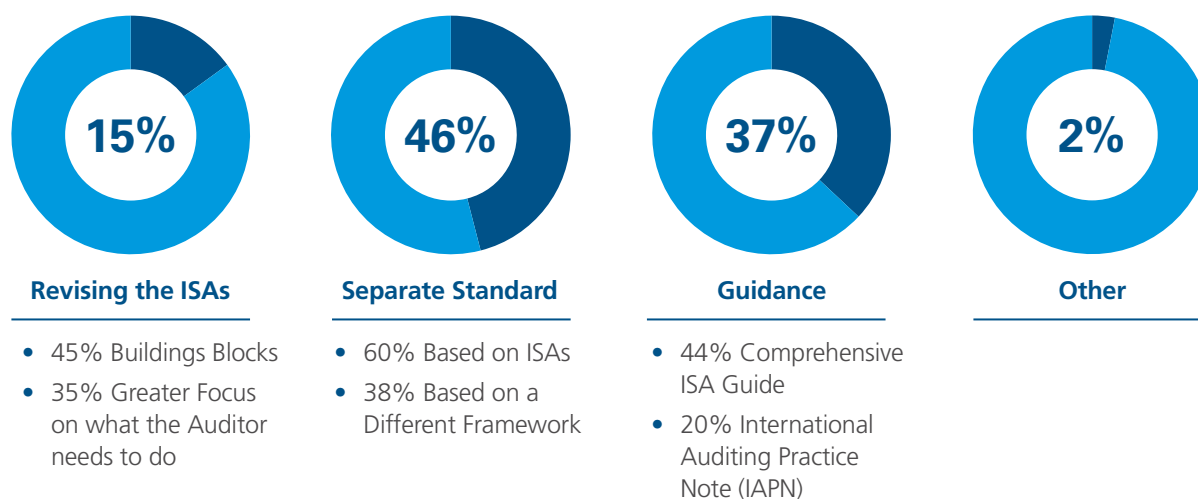 15%
46%
37%
2%
Revising the ISAs
• 45% Buildings Blocks
• 35% Greater Focus
on what the Auditor
needs to do
Separate Standard
• 60% Based on ISAs
• 38% Based on a
Different Framework
Guidance
• 44% Comprehensive
ISA Guide
• 20% International
Auditing Practice
Note (IAPN)
Other